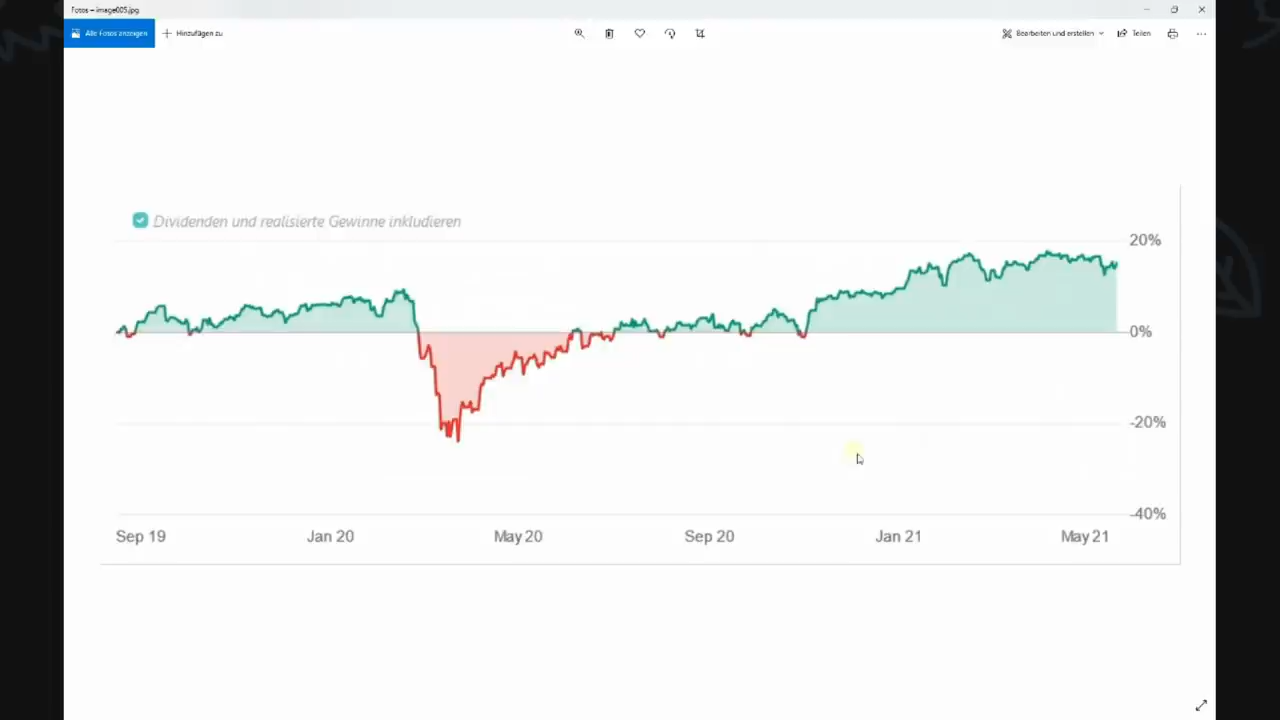 Fotos – image005.jpg
Alle Fotos anzeigen
Hinzufügen zu
Bearbeiten und erstellen
Teilen
Dividenden und realisierte Gewinne inkludieren
20%
0%
-20%
-40%
Sep 19 Jan 20 May 20 Sep 20 Jan 21 May 21